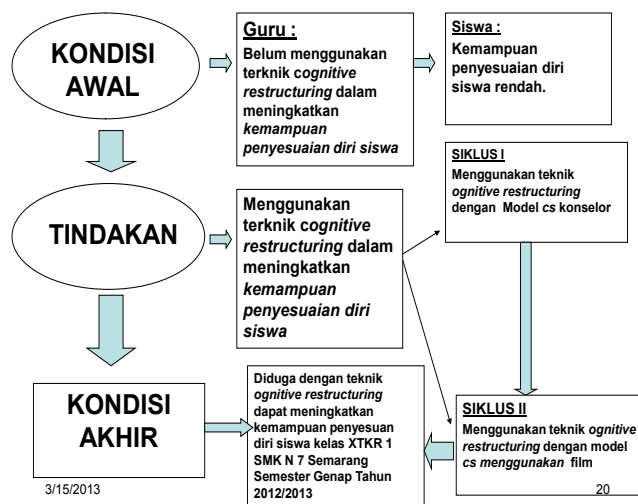 KONDISI
AWAL
Guru :
Belum menggunakan
terknik cognitive
restructuring dalam
meningkatkan
kemampuan
penyesuaian diri siswa
Siswa :
Kemampuan
penyesuaian diri
siswa rendah.
TINDAKAN
Menggunakan
terknik cognitive
restructuring dalam
meningkatkan
kemampuan
penyesuaian diri
siswa
SIKLUS I
Menggunakan teknik
ognitive restructuring
dengan Model cs konselor
SIKLUS II
Menggunakan teknik ognitive
restructuring dengan model
cs menggunakan film
KONDISI
AKHIR
Diduga dengan teknik
ognitive restructuring
dapat meningkatkan
kemampuan penyesuan
diri siswa kelas XTKR 1
SMK N 7 Semarang
Semester Genap Tahun
2012/2013
3/15/2013
20